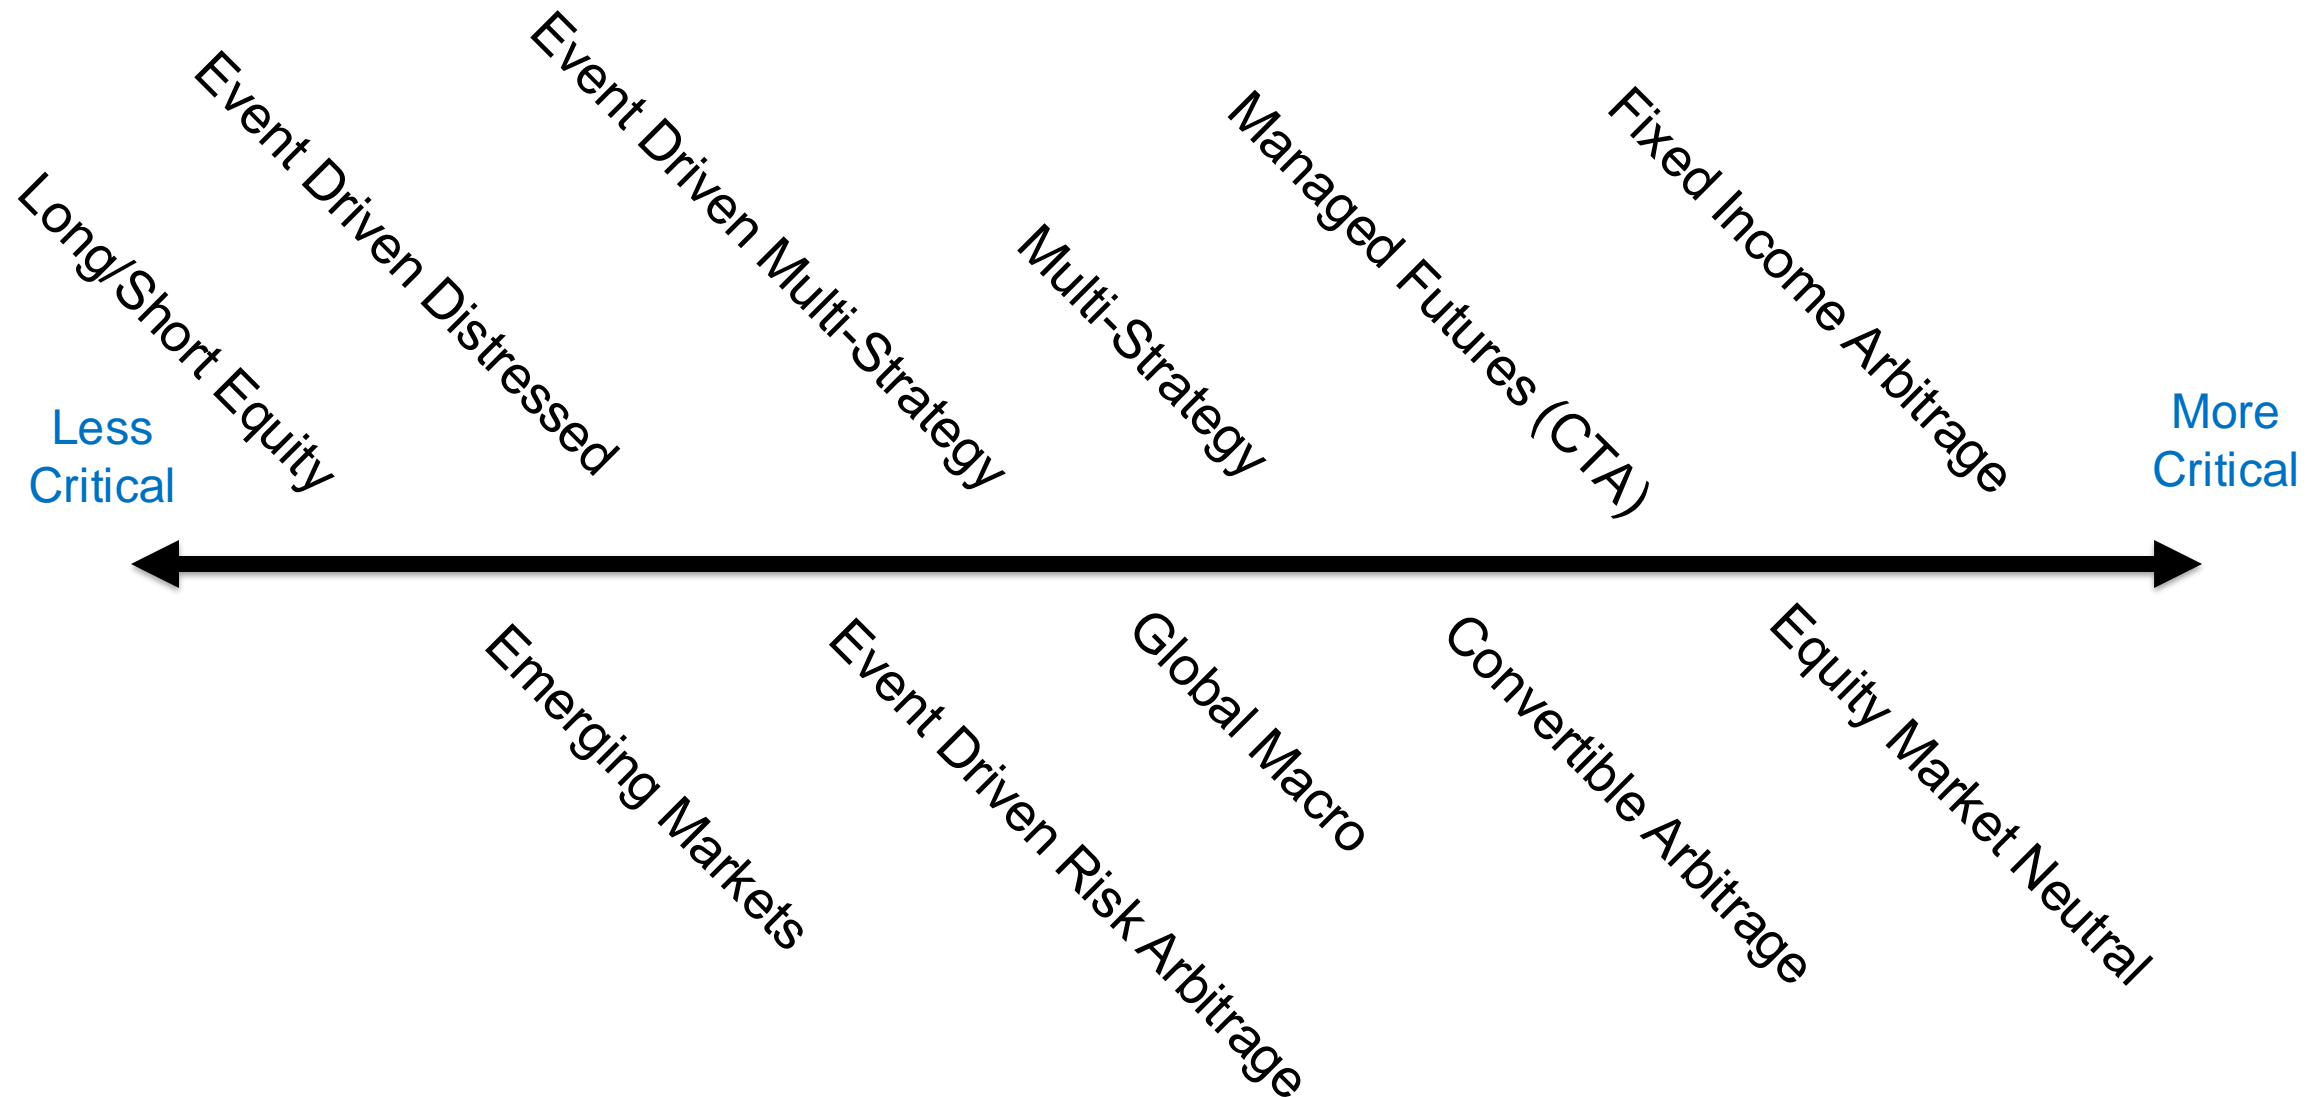 Event Driven Multi-Strategy
Event Driven Distressed
Managed Futures (CTA)
Fixed Income Arbitrage
Long/Short Equity
Multi-Strategy
Less
Critical
More
Critical
Emerging Markets
Event Driven Risk Arbitrage
Global Macro
Convertible Arbitrage
Equity Market Neutral